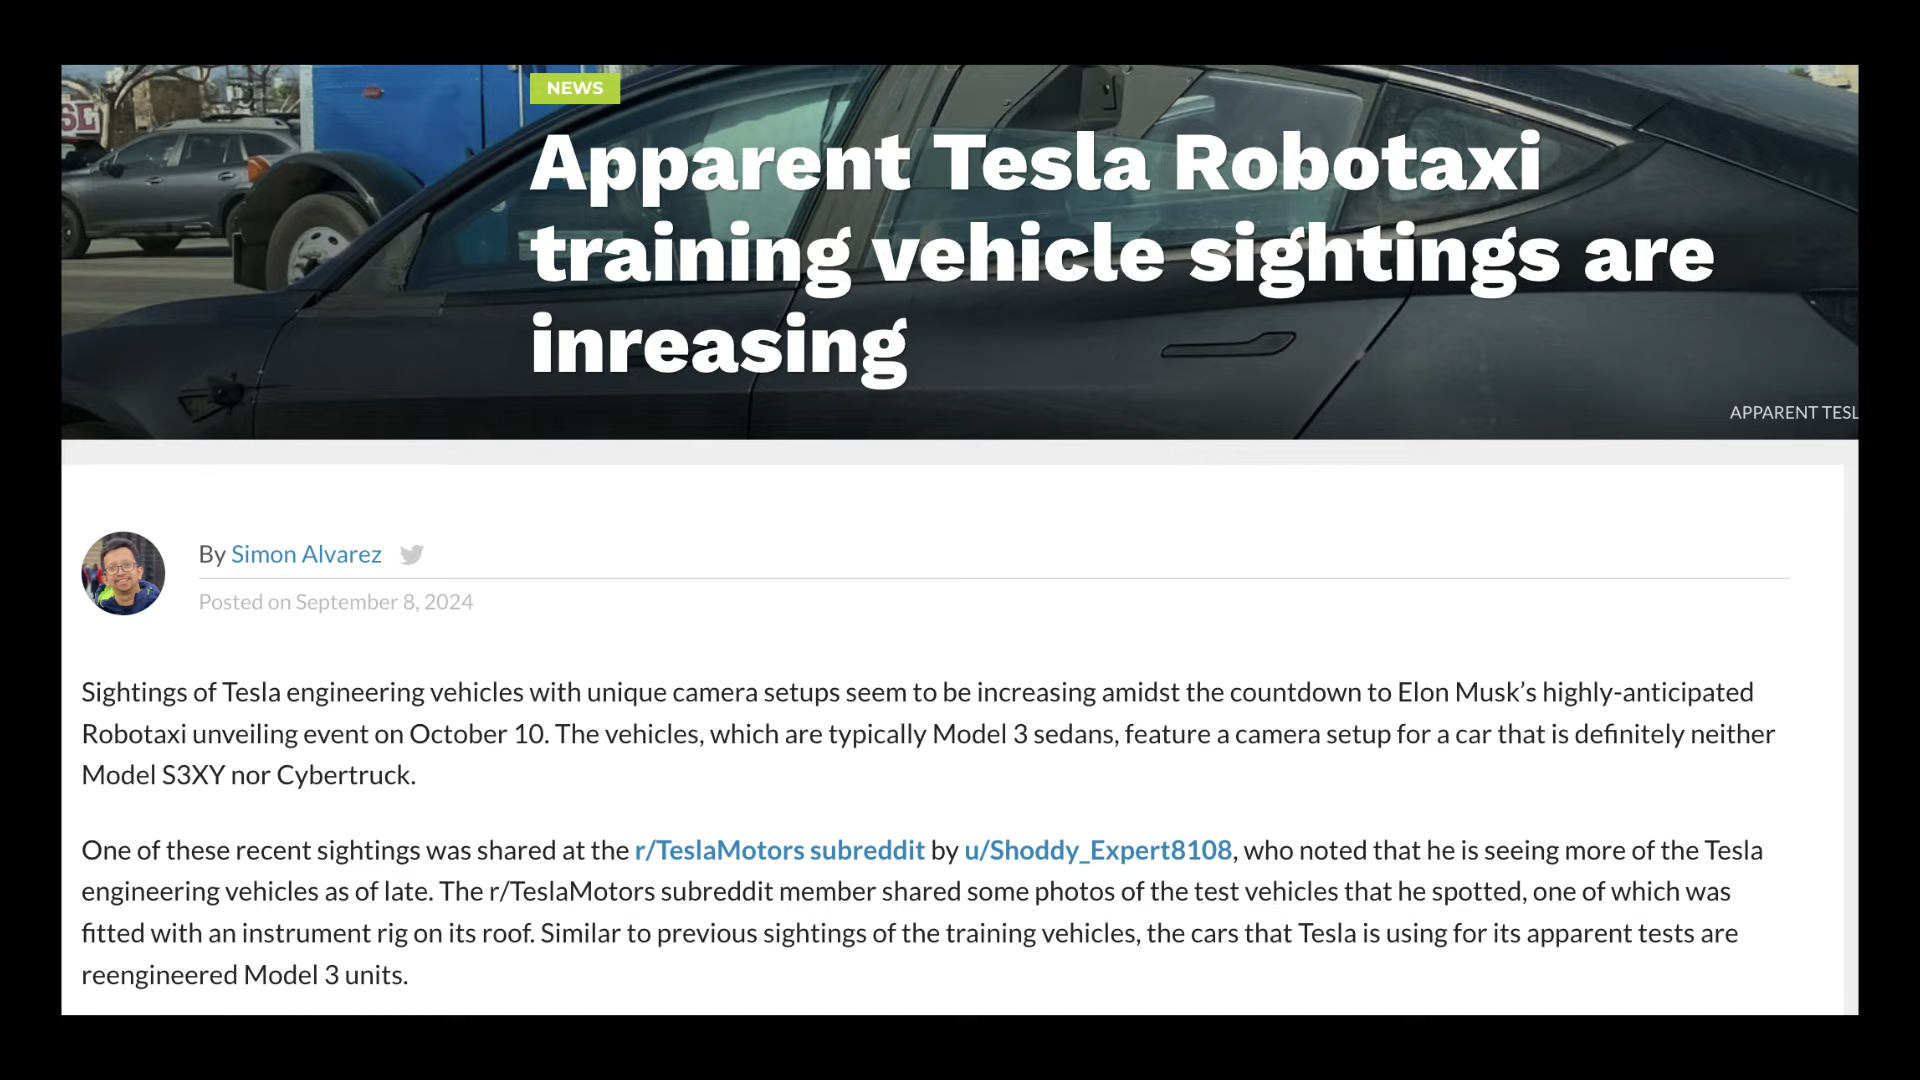 SL
NEWS
Apparent Tesla Robotaxi
training vehicle sightings are
inreasing
APPARENT TESL
By Simon Alvarez
Posted on September 8, 2024
Sightings of Tesla engineering vehicles with unique camera setups seem to be increasing amidst the countdown to Elon Musk’s highly-anticipated
Robotaxi unveiling event on October 10. The vehicles, which are typically Model 3 sedans, feature a camera setup for a car that is definitely neither
Model S3XY nor Cybertruck.
One of these recent sightings was shared at the r/TeslaMotors subreddit by u/Shoddy_Expert8108, who noted that he is seeing more of the Tesla
engineering vehicles as of late. The r/TeslaMotors subreddit member shared some photos of the test vehicles that he spotted, one of which was
fitted with an instrument rig on its roof. Similar to previous sightings of the training vehicles, the cars that Tesla is using for its apparent tests are
reengineered Model 3 units.